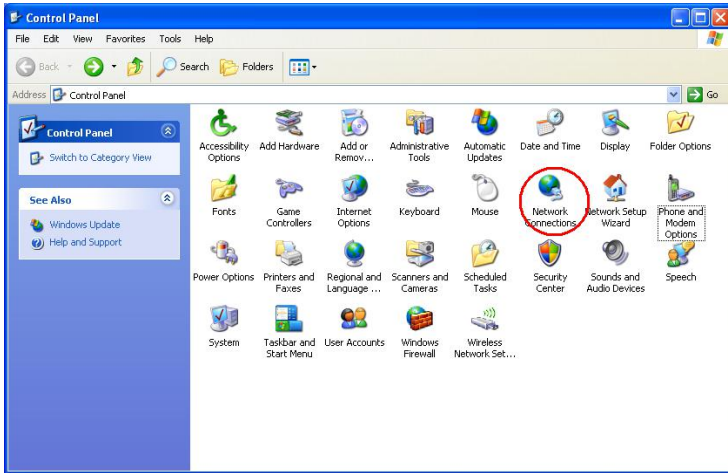 Control Panel
File Edit View Favorites Tools Help
Back Search Folders
Address Control Panel Go
Control Panel
Switch to Category View
See Also
Windows Update
Help and Support
Accessibility Options
Add Hardware
Add or Remov...
Administrative Tools
Automatic Updates
Date and Time
Display
Folder Options
Fonts
Game Controllers
Internet Options
Keyboard
Mouse
Network Connections
Network Setup Wizard
Phone and Modem Options
Power Options
Printers and Faxes
Regional and Language ...
Scanners and Cameras
Scheduled Tasks
Security Center
Sounds and Audio Devices
Speech
System
Taskbar and Start Menu
User Accounts
Windows Firewall
Wireless Network Set...